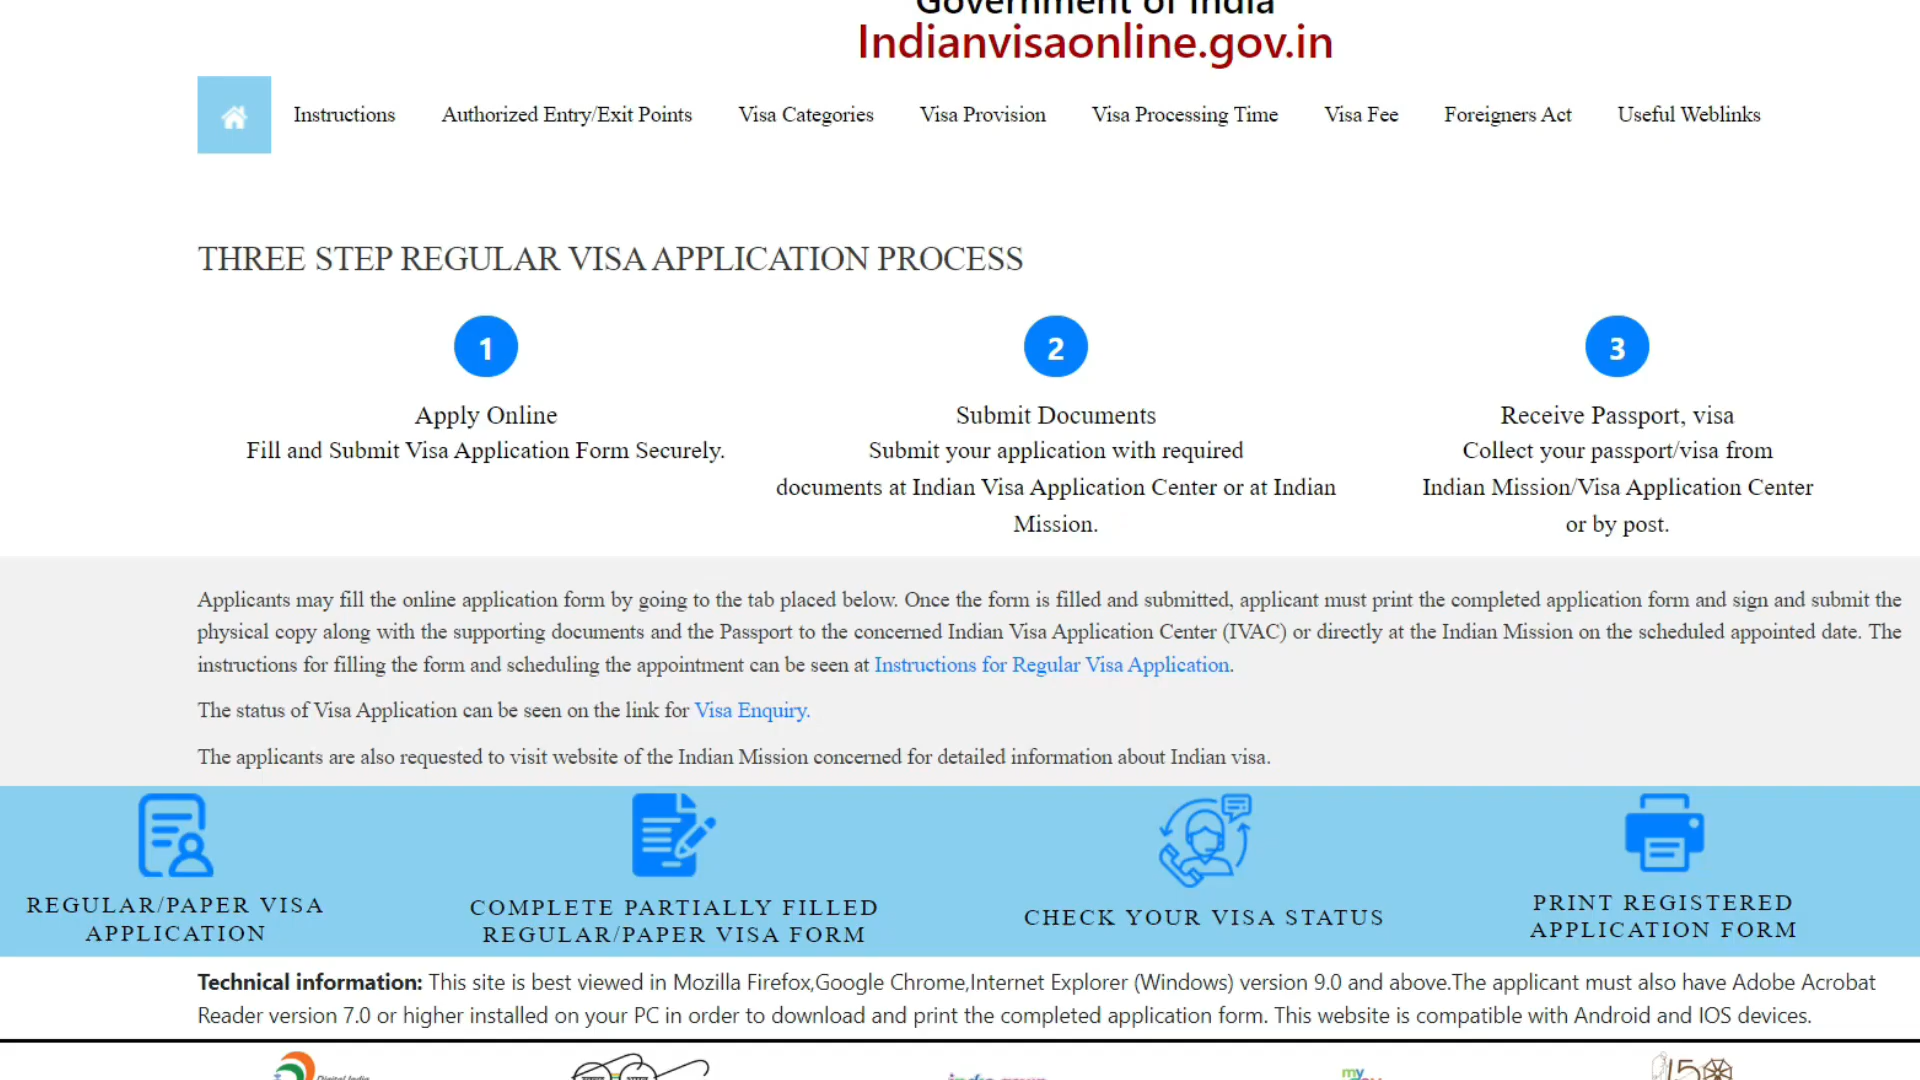 Government of India
Indianvisaonline.gov.in
Instructions Authorized Entry/Exit Points Visa Categories Visa Provision Visa Processing Time Visa Fee Foreigners Act Useful Weblinks
THREE STEP REGULAR VISA APPLICATION PROCESS
1
Apply Online
Fill and Submit Visa Application Form Securely.
2
Submit Documents
Submit your application with required
documents at Indian Visa Application Center or at Indian
Mission.
3
Receive Passport, visa
Collect your passport/visa from
Indian Mission/Visa Application Center
or by post.
Applicants may fill the online application form by going to the tab placed below. Once the form is filled and submitted, applicant must print the completed application form and sign and submit the
physical copy along with the supporting documents and the Passport to the concerned Indian Visa Application Center (IVAC) or directly at the Indian Mission on the scheduled appointed date. The
instructions for filling the form and scheduling the appointment can be seen at Instructions for Regular Visa Application.
The status of Visa Application can be seen on the link for Visa Enquiry.
The applicants are also requested to visit website of the Indian Mission concerned for detailed information about Indian visa.
REGULAR/PAPER VISA
APPLICATION
COMPLETE PARTIALLY FILLED
REGULAR/PAPER VISA FORM
CHECK YOUR VISA STATUS
PRINT REGISTERED
APPLICATION FORM
Technical information: This site is best viewed in Mozilla Firefox,Google Chrome,Internet Explorer (Windows) version 9.0 and above.The applicant must also have Adobe Acrobat
Reader version 7.0 or higher installed on your PC in order to download and print the completed application form. This website is compatible with Android and IOS devices.
Digital India
my
150